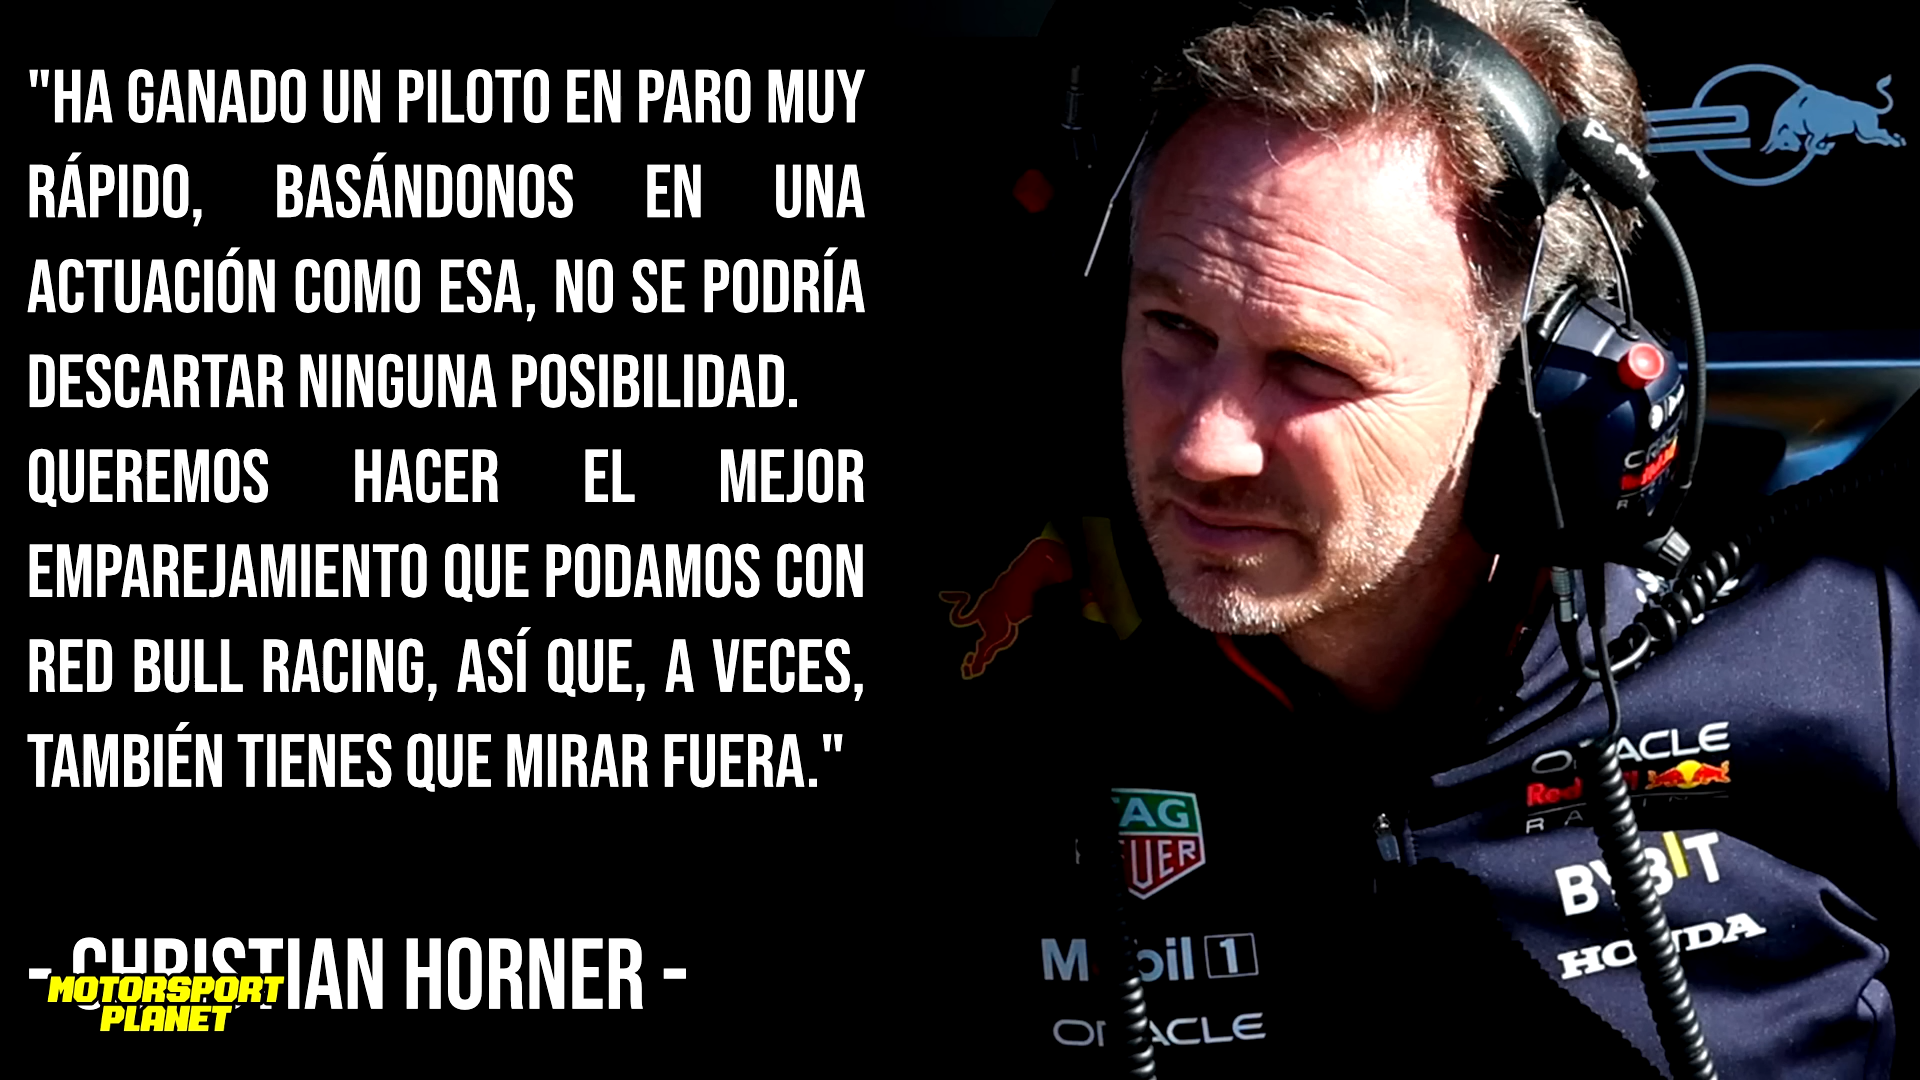 "HA GANADO UN PILOTO EN PARO MUY
RÁPIDO, BASÁNDONOS EN UNA
ACTUACIÓN COMO ESA, NO SE PODRÍA
DESCARTAR NINGUNA POSIBILIDAD.
QUEREMOS HACER EL MEJOR
EMPAREJAMIENTO QUE PODAMOS CON
RED BULL RACING, ASÍ QUE, A VECES,
TAMBIÉN TIENES QUE MIRAR FUERA."
- CHRISTIAN HORNER -
MOTORSPORT
PLANET
ORACLE
Red Bull
RACING
BYBIT
HONDA
TAG
HEUER
Mobil 1
ORACLE